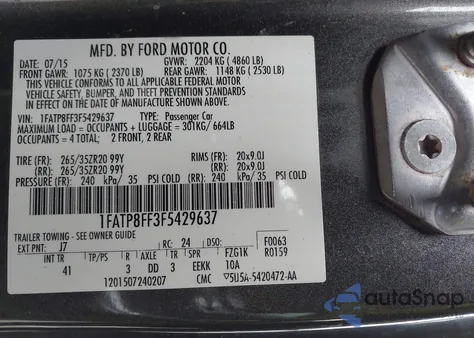 MFD. BY FORD MOTOR CO.
DATE: 07/15 GVWR: 2204 KG ( 4860 LB)
FRONT GAWR: 1075 KG ( 2370 LB) REAR GAWR: 1148 KG ( 2530 LB)
THIS VEHICLE CONFORMS TO ALL APPLICABLE FEDERAL MOTOR
VEHICLE SAFETY, BUMPER, AND THEFT PREVENTION STANDARDS IN
EFFECT ON THE DATE OF MANUFACTURE SHOWN ABOVE.
VIN: 1FATP8FF3F5429637 TYPE: Passenger Car
MAXIMUM LOAD= OCCUPANTS + LUGGAGE = 301KG/ 664LB
OCCUPANTS = 4 TOTAL: 2 FRONT, 2 REAR
TIRE (FR): 265/35ZR20 99Y RIMS (FR): 20x9.0J
(RR): 265/35ZR20 99Y (RR): 20x9.0J
PRESSURE (FR): 240 kPa/ 35 PSI COLD (RR): 240 kPa/ 35 PSI COLD
1FATP8FF3F5429637
TRAILER TOWING - SEE OWNER GUIDE
EXT PNT: J7 RC: 24 DSO: F0063
FZG1K R0159
INT TR TP/PS R AXLE TR SPR
41 3 DD 3 EEKK 10A
1201507240207 CMC 5U5A-5420472-AA
autoSnap